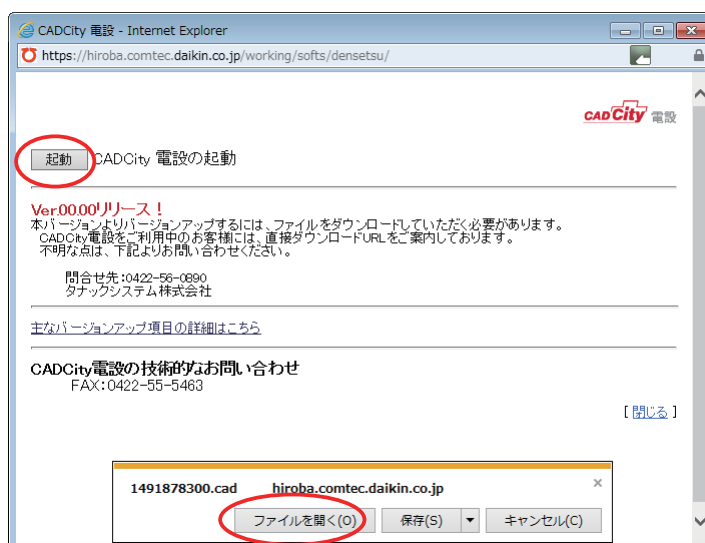 CADCity 電設 - Internet Explorer
https://hiroba.comtec.daikin.co.jp/working/softs/densetsu/
CAD City 電設
起動 CADCity 電設の起動
Ver.00.00リリース！
本バージョンよりバージョンアップするには、ファイルをダウンロードしていただく必要があります。
CADCity電設をご利用中のお客様には、直接ダウンロードURLをご案内しております。
不明な点は、下記よりお問い合わせください。
問合せ先:0422-56-0890
タナックシステム株式会社
主なバージョンアップ項目の詳細はこちら
CADCity電設の技術的なお問い合わせ
FAX:0422-55-5463
[ 閉じる ]
1491878300.cad hiroba.comtec.daikin.co.jp ×
ファイルを開く(O) 保存(S) ▼ キャンセル(C)